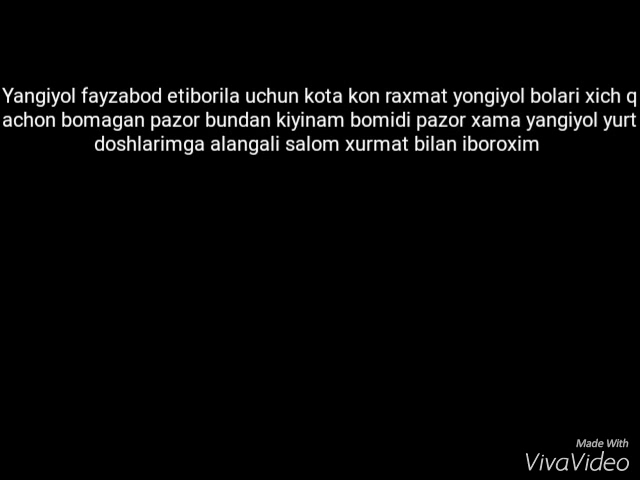 Yangiyol fayzabod etiborila uchun kota kon raxmat yongiyol bolari xich q
achon bomagan pazor bundan kiyinam bomidi pazor xama yangiyol yurt
doshlarimga alangali salom xurmat bilan iboroxim
Made With
VivaVideo